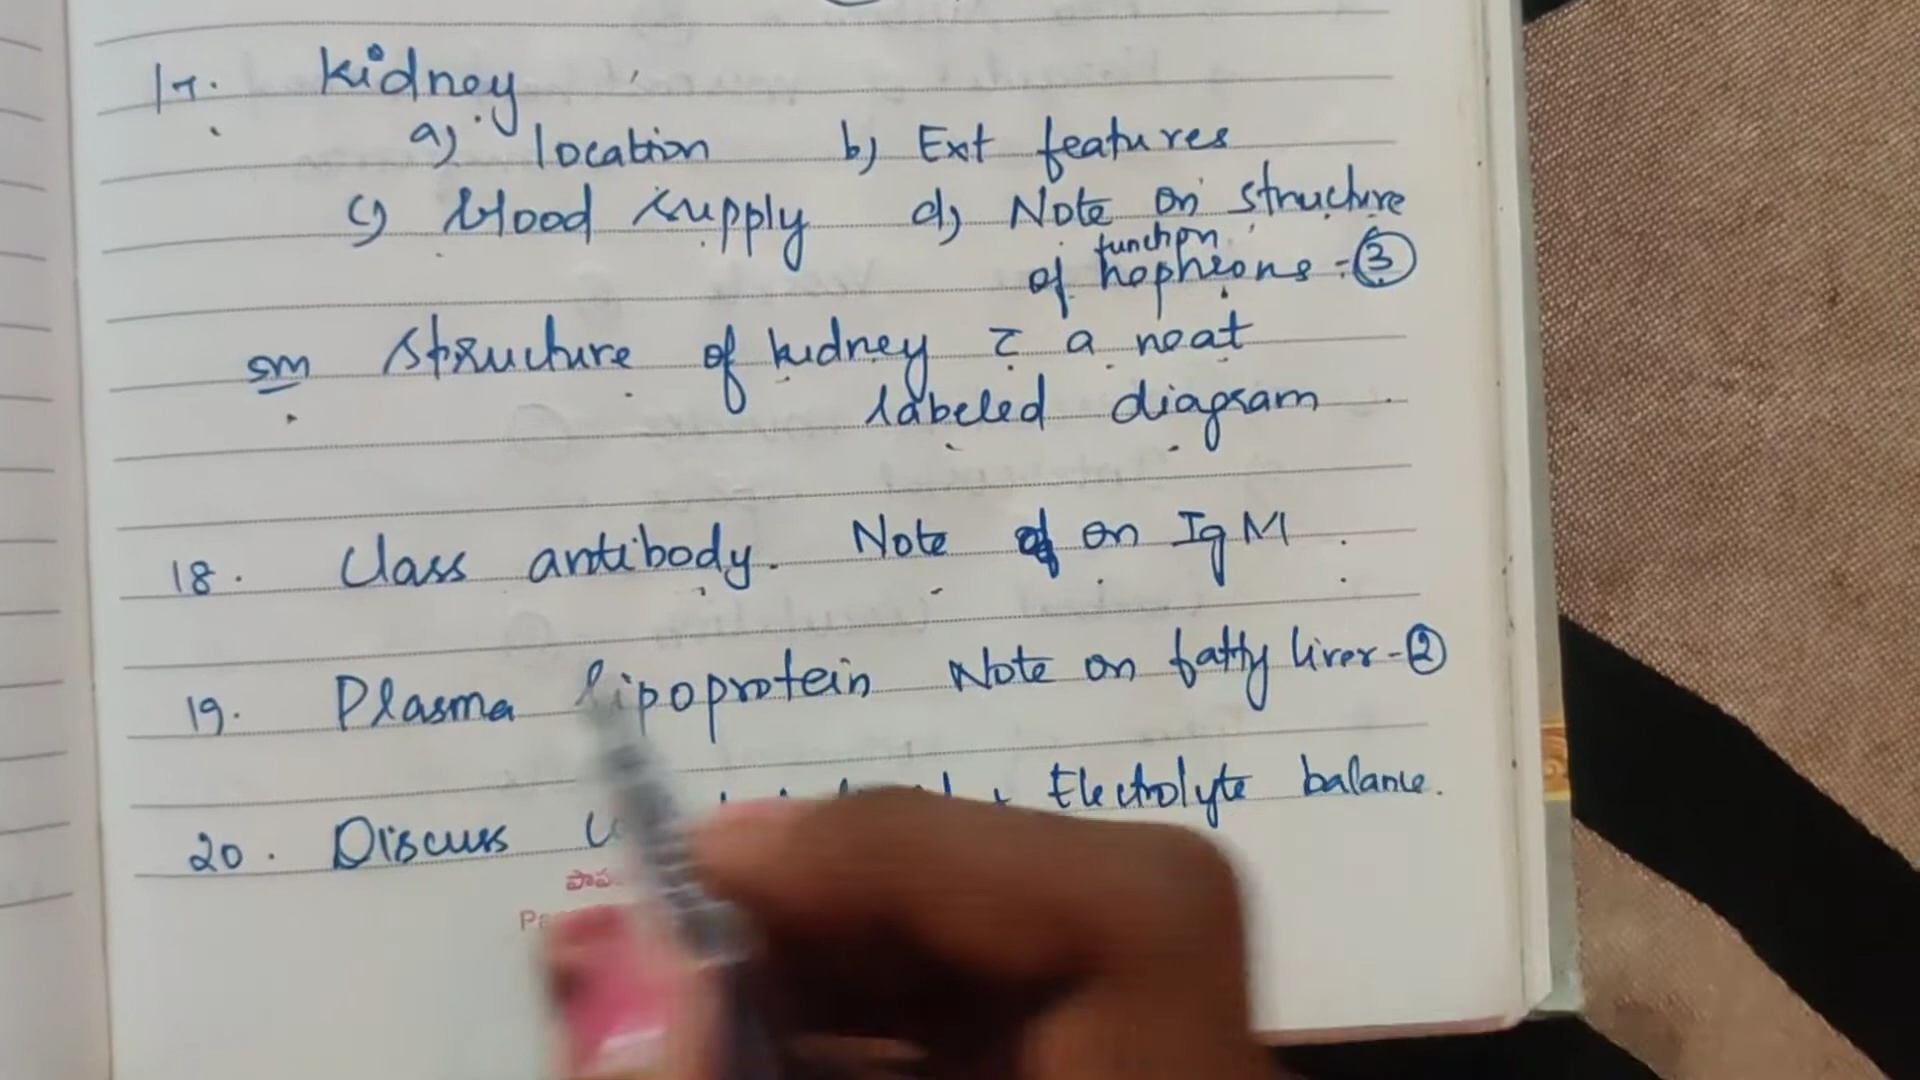 17. Kidney
a) location b) Ext features
c) blood supply d) Note on structure
function
of nephrons - 3
5m structure of kidney c̄ a neat
labeled diagram
18. Class antibody. Note on IgM
19. Plasma lipoprotein Note on fatty liver - 2
20. Discuss Electrolyte balance.